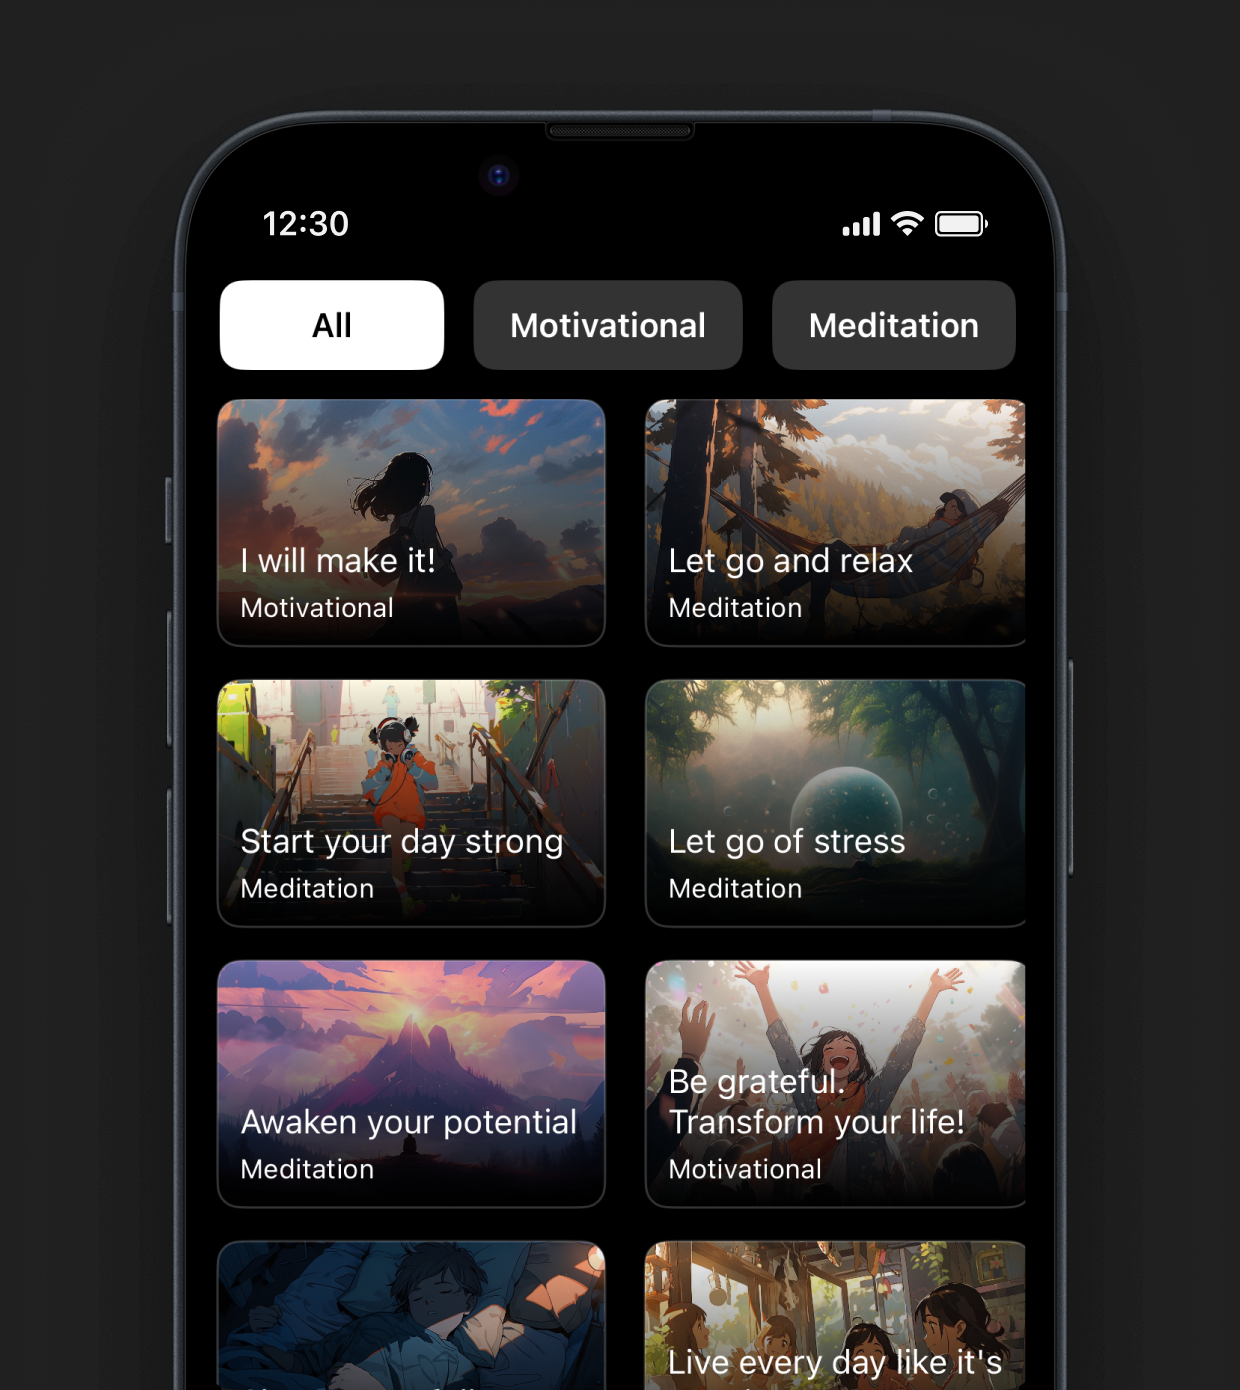 12:30
All
Motivational
Meditation
I will make it!
Motivational
Let go and relax
Meditation
Start your day strong
Meditation
Let go of stress
Meditation
Awaken your potential
Meditation
Be grateful.
Transform your life!
Motivational
Live every day like it's